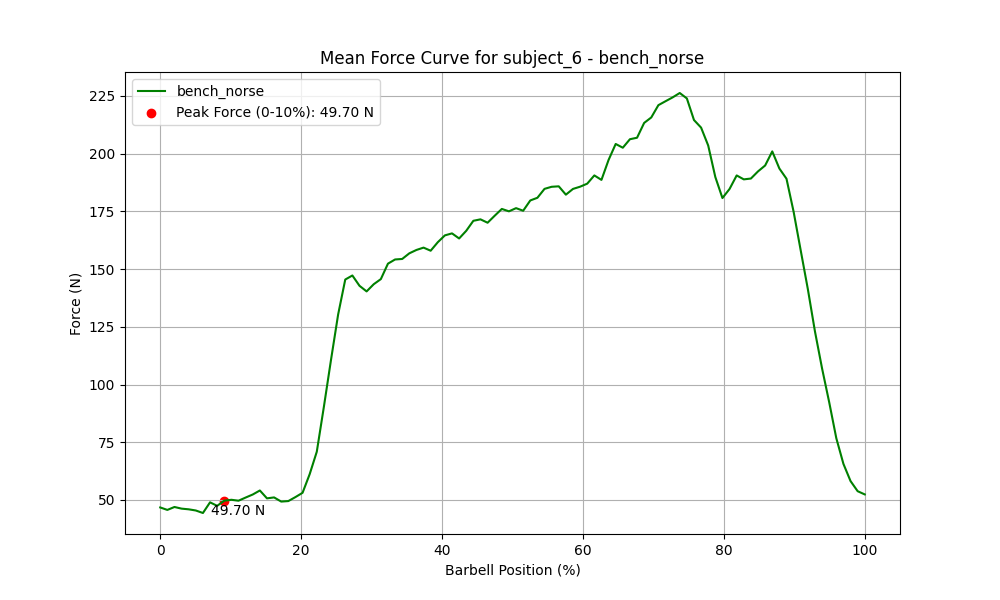 Mean Force Curve for subject_6 - bench_norse
bench_norse
Peak Force (0-10%): 49.70 N
225
200
175
150
125
100
75
50
Force (N)
49.70 N
0 20 40 60 80 100
Barbell Position (%)